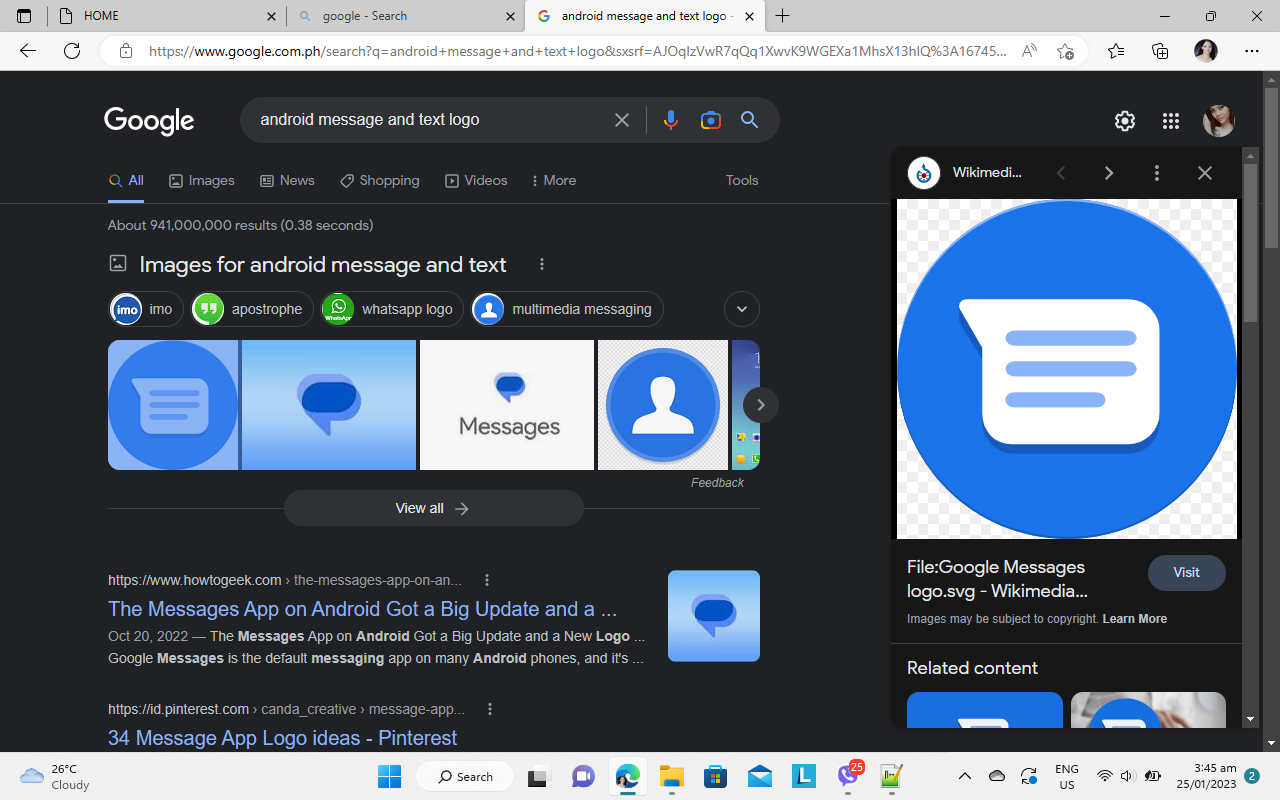 HOME
google - Search
android message and text logo -
https://www.google.com.ph/search?q=android+message+and+text+logo&sxsrf=AJOqlzVwR7qQq1XwvK9WGEXa1MhsX13hlQ%3A16745...
Google
android message and text logo
All
Images
News
Shopping
Videos
More
Tools
About 941,000,000 results (0.38 seconds)
Images for android message and text
imo
imo
apostrophe
WhatsApp
whatsapp logo
multimedia messaging
Messages
Feedback
View all
https://www.howtogeek.com › the-messages-app-on-an...
The Messages App on Android Got a Big Update and a ...
Oct 20, 2022 — The Messages App on Android Got a Big Update and a New Logo ...
Google Messages is the default messaging app on many Android phones, and it's ...
https://id.pinterest.com › canda_creative › message-app...
34 Message App Logo ideas - Pinterest
Wikimedi...
File:Google Messages
logo.svg - Wikimedia...
Visit
Images may be subject to copyright. Learn More
Related content
26°C
Cloudy
Search
L
25
ENG
US
3:45 am
25/01/2023
2